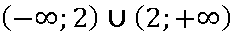 (−∞; 2) ∪ (2; +∞)